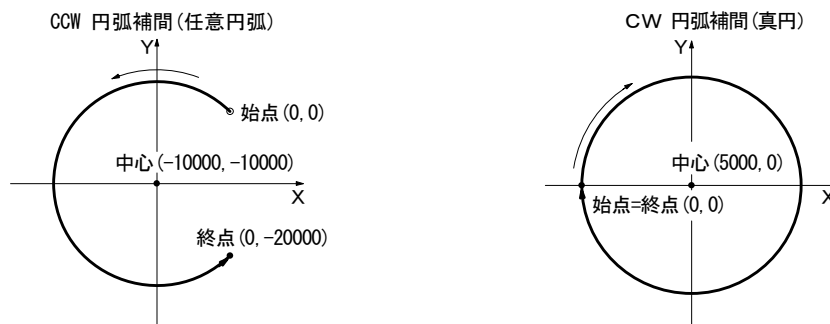 CCW 円弧補間(任意円弧)
Y
始点(0,0)
中心(-10000,-10000)
X
終点(0,-20000)
CW 円弧補間(真円)
Y
中心(5000,0)
X
始点=終点(0,0)